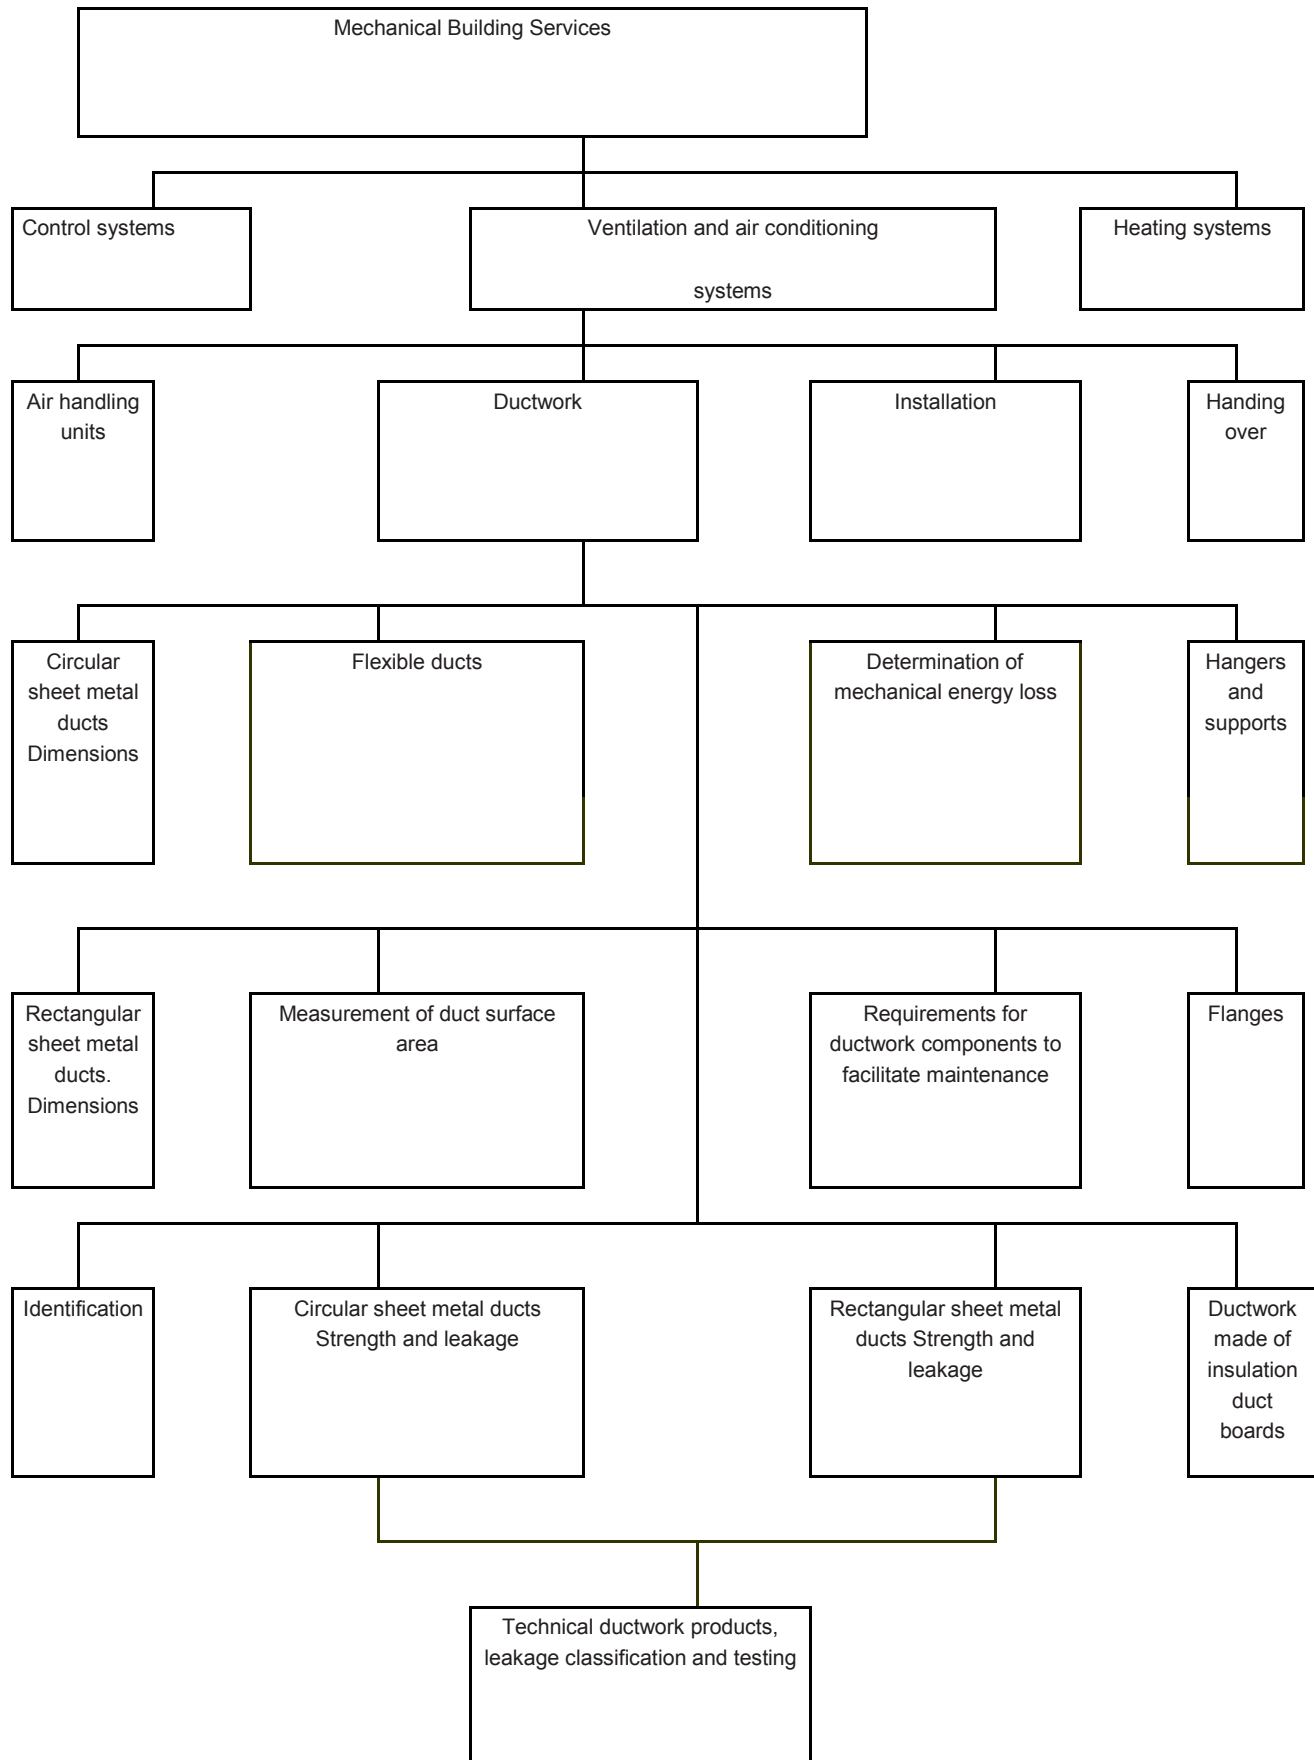 Mechanical Building Services
Control systems
Ventilation and air conditioning
systems
Heating systems
Air handling
units
Ductwork
Installation
Handing
over
Circular
sheet metal
ducts
Dimensions
Flexible ducts
Determination of
mechanical energy loss
Hangers
and
supports
Rectangular
sheet metal
ducts.
Dimensions
Measurement of duct surface
area
Requirements for
ductwork components to
facilitate maintenance
Flanges
Identification
Circular sheet metal ducts
Strength and leakage
Rectangular sheet metal
ducts Strength and
leakage
Ductwork
made of
insulation
duct
boards
Technical ductwork products,
leakage classification and testing